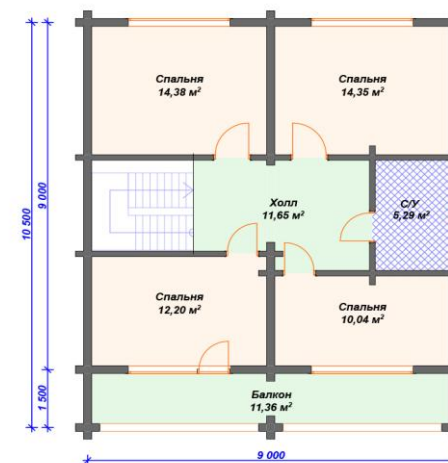 Спальня
14,38 м²
Спальня
14,35 м²
10 500
9 000
Холл
11,65 м²
С/У
5,29 м²
Спальня
12,20 м²
Спальня
10,04 м²
1 500
Балкон
11,36 м²
9 000